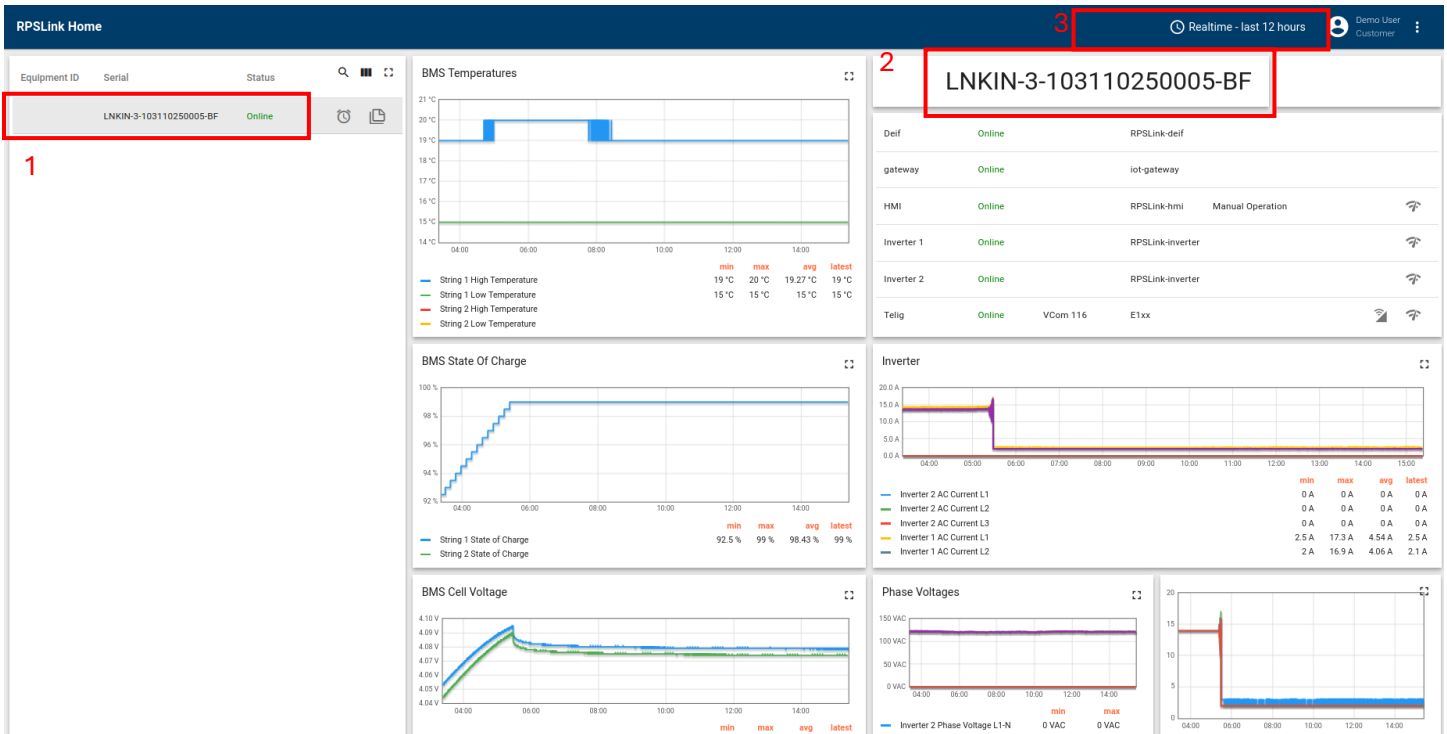 RPSLink Home
3
Realtime - last 12 hours
Demo User
Customer
Equipment ID Serial Status
LNKIN-3-103110250005-BF Online
1
BMS Temperatures
21 °C
20 °C
19 °C
18 °C
17 °C
16 °C
15 °C
14 °C
04:00 06:00 08:00 10:00 12:00 14:00
min max avg latest
String 1 High Temperature 19 °C 20 °C 19.27 °C 19 °C
String 1 Low Temperature 15 °C 15 °C 15 °C 15 °C
String 2 High Temperature
String 2 Low Temperature
2
LNKIN-3-103110250005-BF
Deif Online RPSLink-deif
gateway Online iot-gateway
HMI Online RPSLink-hmi Manual Operation
Inverter 1 Online RPSLink-inverter
Inverter 2 Online RPSLink-inverter
Telig Online VCom 116 E1xx
BMS State Of Charge
100 %
98 %
96 %
94 %
92 %
04:00 06:00 08:00 10:00 12:00 14:00
min max avg latest
String 1 State of Charge 92.5 % 99 % 98.43 % 99 %
String 2 State of Charge
Inverter
20.0 A
15.0 A
10.0 A
5.0 A
0.0 A
04:00 05:00 06:00 07:00 08:00 09:00 10:00 11:00 12:00 13:00 14:00 15:00
min max avg latest
Inverter 2 AC Current L1 0 A 0 A 0 A 0 A
Inverter 2 AC Current L2 0 A 0 A 0 A 0 A
Inverter 2 AC Current L3 0 A 0 A 0 A 0 A
Inverter 1 AC Current L1 2.5 A 17.3 A 4.54 A 2.5 A
Inverter 1 AC Current L2 2 A 16.9 A 4.06 A 2.1 A
BMS Cell Voltage
4.10 V
4.09 V
4.08 V
4.07 V
4.06 V
4.05 V
4.04 V
04:00 06:00 08:00 10:00 12:00 14:00
min max avg latest
Phase Voltages
150 VAC
100 VAC
50 VAC
0 VAC
04:00 06:00 08:00 10:00 12:00 14:00
min max
Inverter 2 Phase Voltage L1-N 0 VAC 0 VAC
20
15
10
5
0
04:00 06:00 08:00 10:00 12:00 14:00